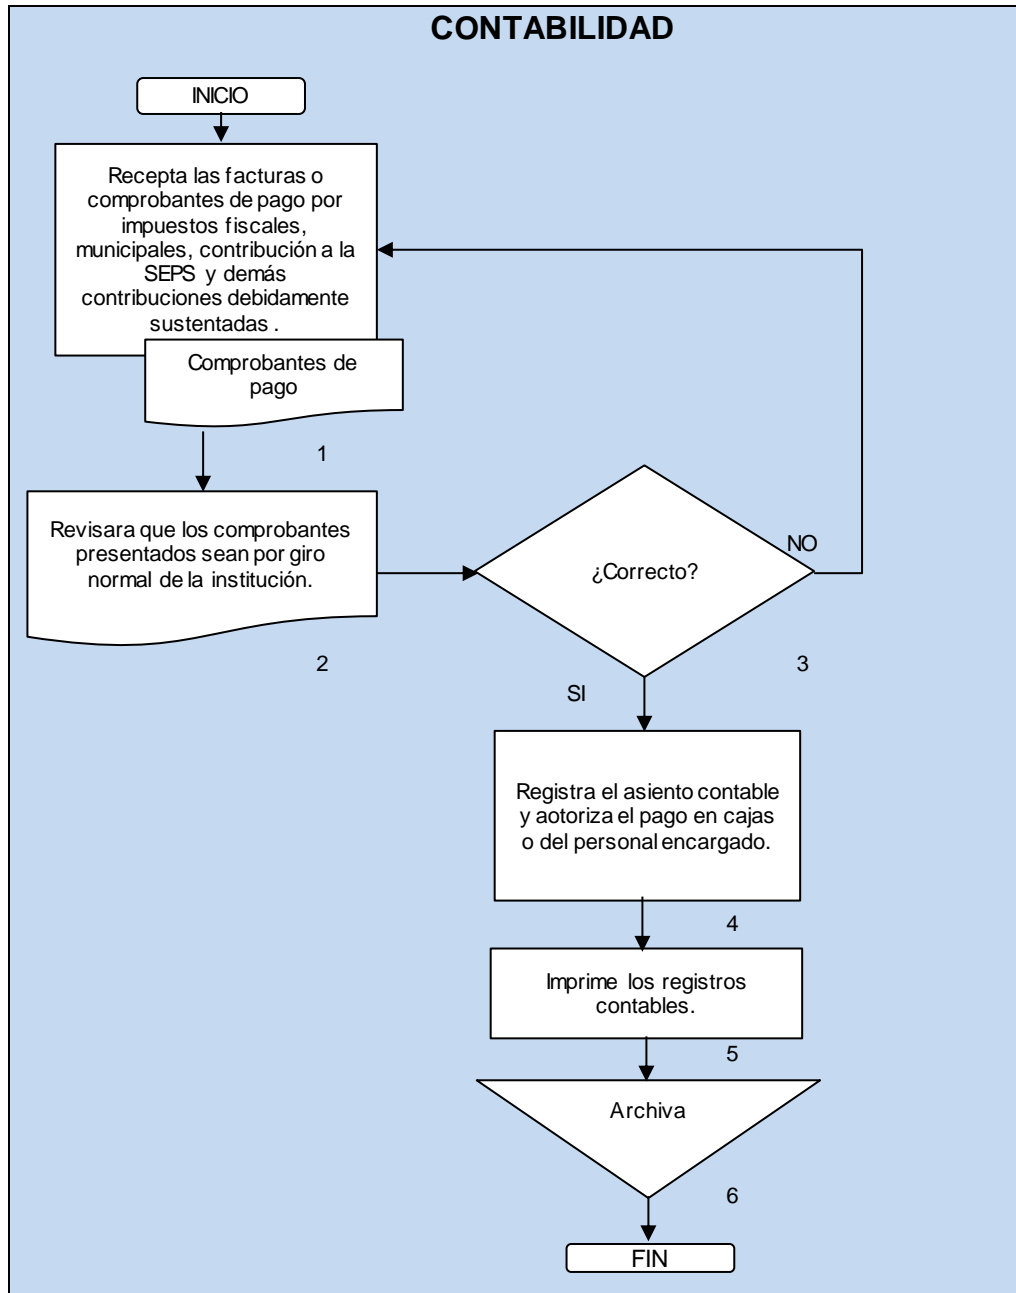 CONTABILIDAD
INICIO
Recepta las facturas o
comprobantes de pago por
impuestos fiscales,
municipales, contribución a la
SEPS y demás
contribuciones debidamente
sustentadas .
Comprobantes de
pago
1
Revisara que los comprobantes
presentados sean por giro
normal de la institución.
2
¿Correcto?
NO
3
SI
Registra el asiento contable
y aotoriza el pago en cajas
o del personal encargado.
4
Imprime los registros
contables.
5
Archiva
6
FIN